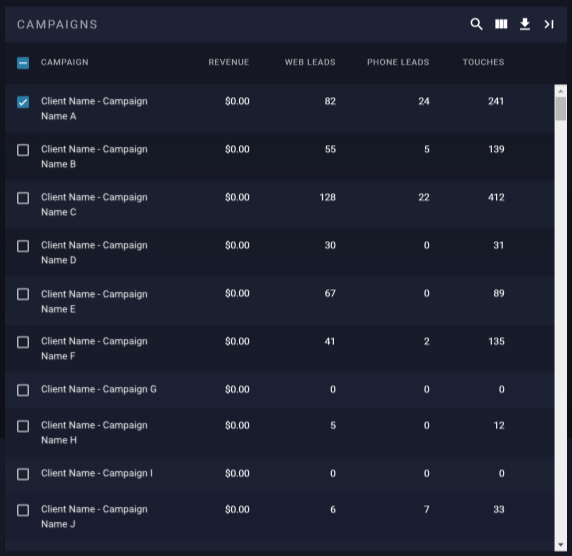 CAMPAIGNS
CAMPAIGN REVENUE WEB LEADS PHONE LEADS TOUCHES
Client Name - Campaign $0.00 82 24 241
Name A
Client Name - Campaign $0.00 55 5 139
Name B
Client Name - Campaign $0.00 128 22 412
Name C
Client Name - Campaign $0.00 30 0 31
Name D
Client Name - Campaign $0.00 67 0 89
Name E
Client Name - Campaign $0.00 41 2 135
Name F
Client Name - Campaign G $0.00 0 0 0
Client Name - Campaign $0.00 5 0 12
Name H
Client Name - Campaign I $0.00 0 0 0
Client Name - Campaign $0.00 6 7 33
Name J